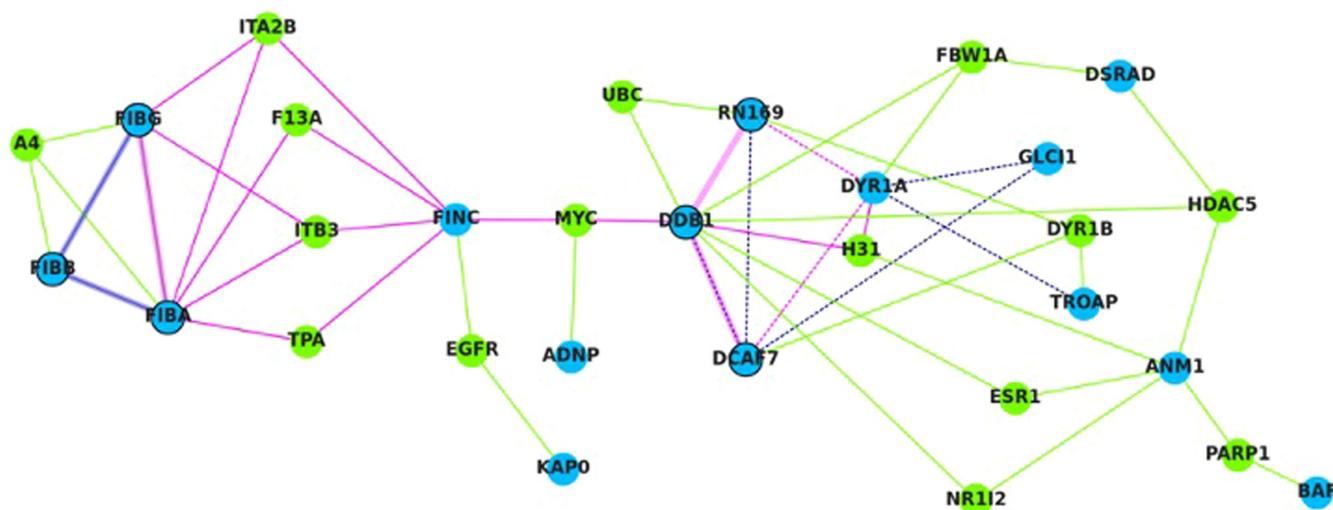 ITA2B
FBW1A
DSRAD
UBC
RN169
FIBG
F13A
A4
GLCI1
DYR1A
HDAC5
FINC
MYC
DDB1
ITB3
DYR1B
H31
FIBB
TROAP
FIBA
TPA
EGFR
ADNP
DCAF7
ANM1
ESR1
PARP1
KAP0
BAF
NR1I2